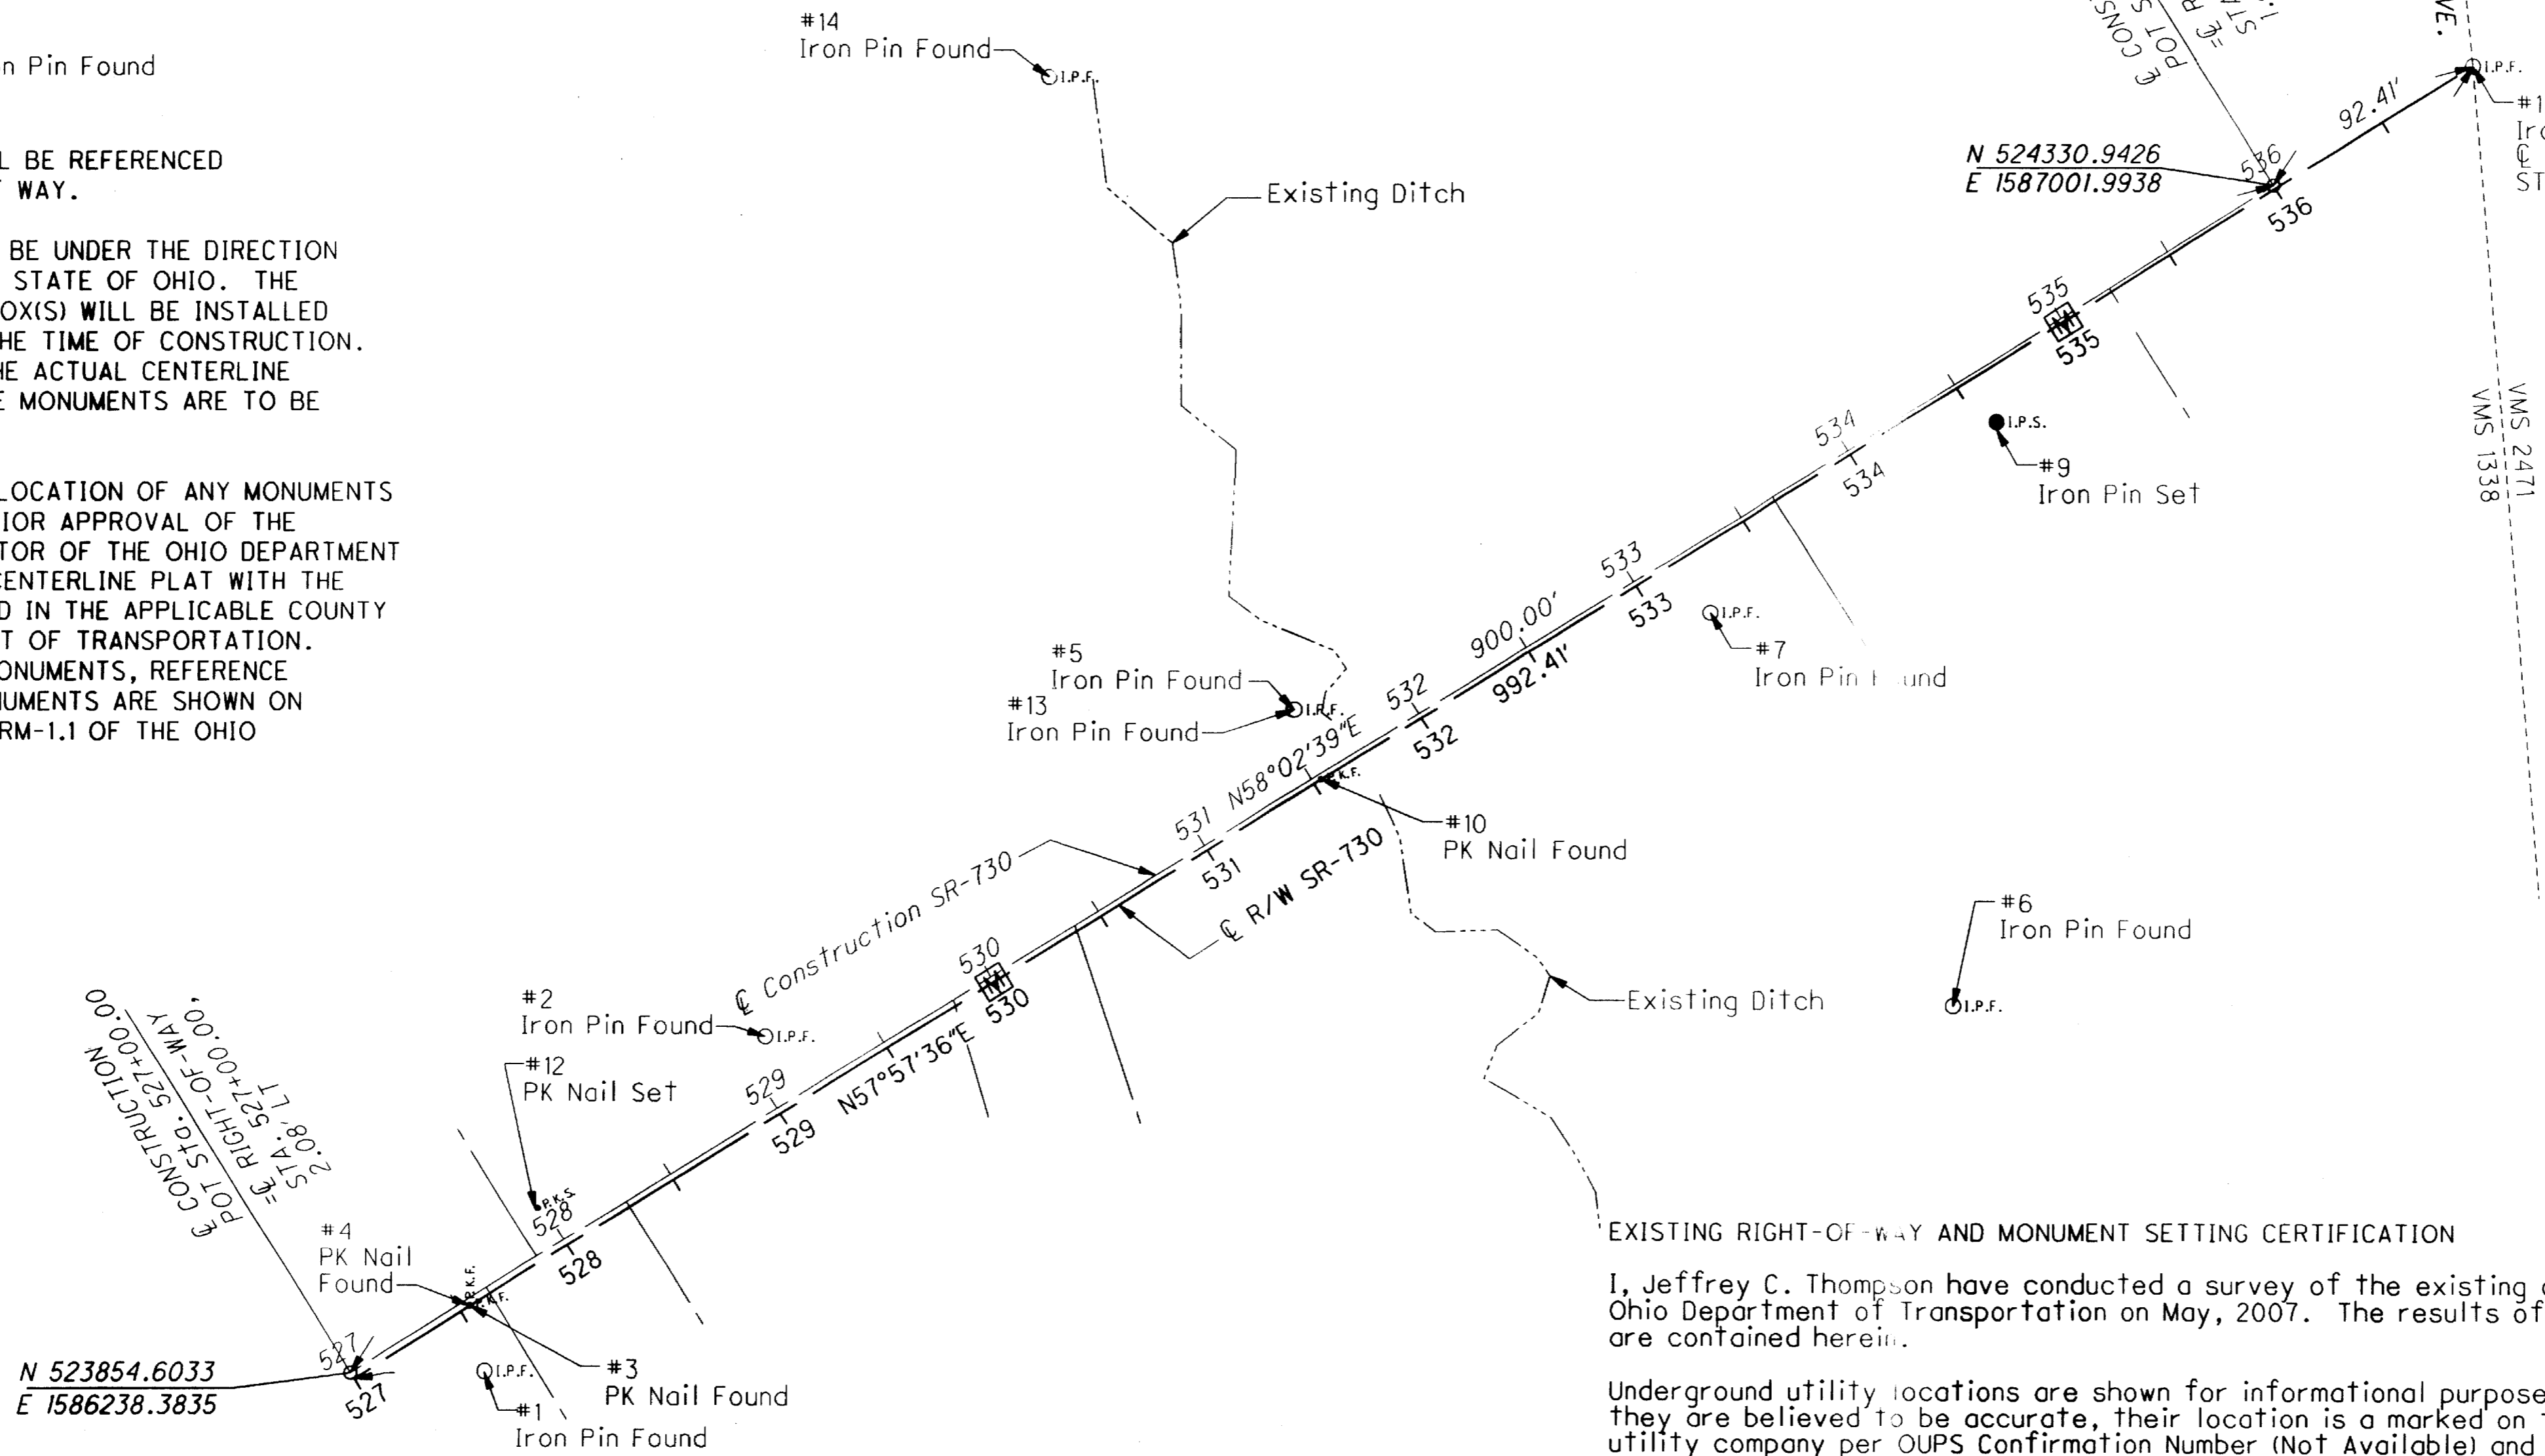 n Pin Found
L BE REFERENCED
WAY.
BE UNDER THE DIRECTION
STATE OF OHIO. THE
OX(S) WILL BE INSTALLED
HE TIME OF CONSTRUCTION.
HE ACTUAL CENTERLINE
E MONUMENTS ARE TO BE
LOCATION OF ANY MONUMENTS
IOR APPROVAL OF THE
TOR OF THE OHIO DEPARTMENT
CENTERLINE PLAT WITH THE
D IN THE APPLICABLE COUNTY
T OF TRANSPORTATION.
ONUMENTS, REFERENCE
NUMENTS ARE SHOWN ON
RM-1.1 OF THE OHIO
#14
Iron Pin Found
I.P.F.
Existing Ditch
℄ CONS
POT S
=℄ R
STA
1.
VE.
I.P.F.
#1
Iro
℄
ST
92.41'
N 524330.9426
E 1587001.9938
536
536
535
M
535
VMS 2471
VMS 1338
534
534
I.P.S.
#9
Iron Pin Set
533
533
I.P.F.
#7
Iron Pin Found
900.00'
992.41'
#5
Iron Pin Found
#13
Iron Pin Found
I.P.F.
532
532
N58°02'39"E
P.K.F.
#10
PK Nail Found
531
531
℄ Construction SR-730
℄ R/W SR-730
#6
Iron Pin Found
I.P.F.
Existing Ditch
530
M
530
#2
Iron Pin Found
I.P.F.
#12
PK Nail Set
N57°57'36"E
529
529
℄ CONSTRUCTION
POT Sta. 527+00.00
=℄ RIGHT-OF-WAY
STA. 527+00.00,
2.08' LT
P.K.S.
528
528
#4
PK Nail
Found
P.K.F.
P.K.F.
527
527
N 523854.6033
E 1586238.3835
I.P.F.
#1
Iron Pin Found
#3
PK Nail Found
EXISTING RIGHT-OF-WAY AND MONUMENT SETTING CERTIFICATION
I, Jeffrey C. Thompson have conducted a survey of the existing
Ohio Department of Transportation on May, 2007. The results of
are contained herein.
Underground utility locations are shown for informational purpose
they are believed to be accurate, their location is a marked on
utility company per OUPS Confirmation Number (Not Available) and